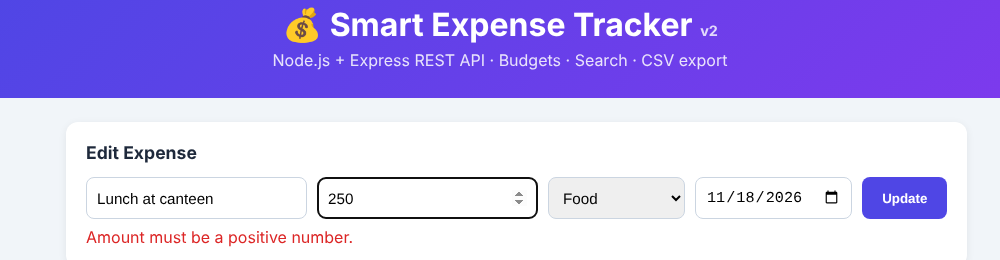 💰 Smart Expense Tracker v2
Node.js + Express REST API · Budgets · Search · CSV export
Edit Expense
Lunch at canteen 250 Food 11/18/2026 Update
Amount must be a positive number.